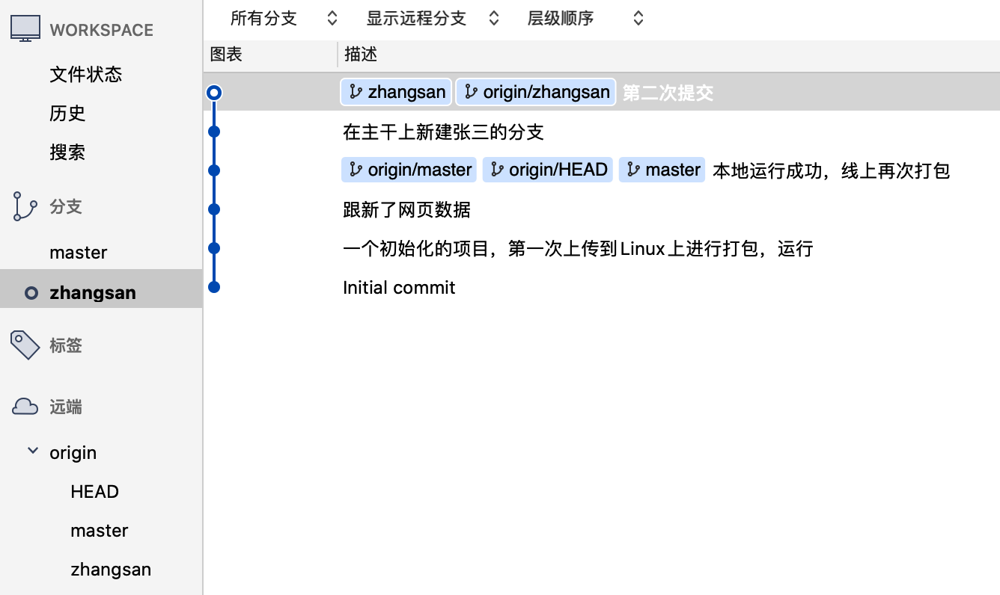 WORKSPACE
文件状态
历史
搜索
分支
master
zhangsan
标签
远端
origin
HEAD
master
zhangsan
所有分支 显示远程分支 层级顺序
图表 描述
zhangsan origin/zhangsan 第二次提交
在主干上新建张三的分支
origin/master origin/HEAD master 本地运行成功，线上再次打包
跟新了网页数据
一个初始化的项目，第一次上传到Linux上进行打包，运行
Initial commit